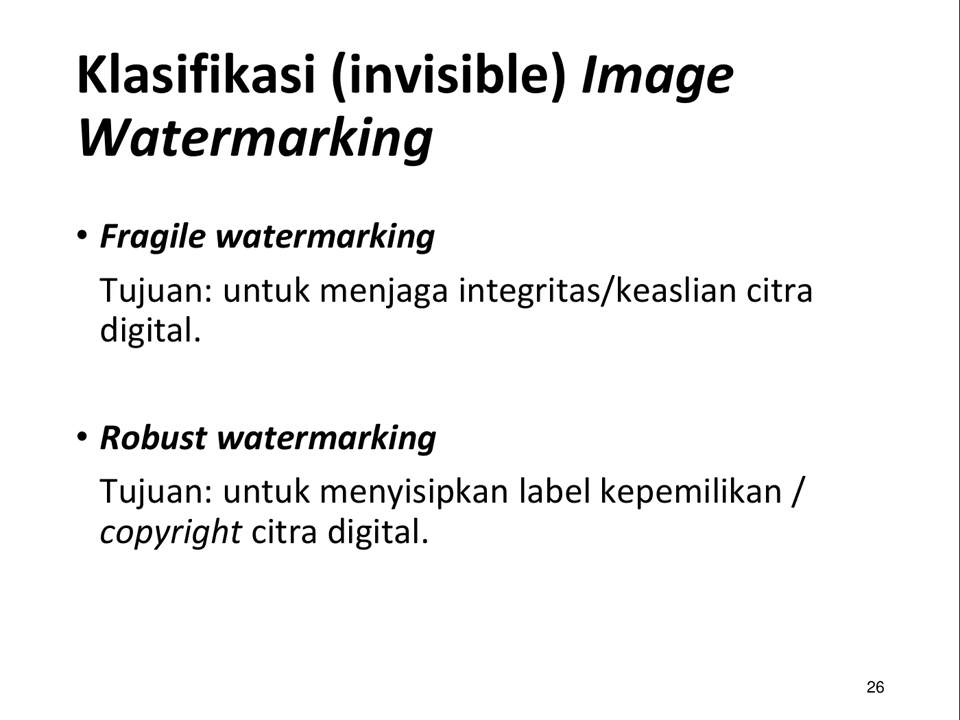 Klasifikasi (invisible) Image
Watermarking
• Fragile watermarking
Tujuan: untuk menjaga integritas/keaslian citra
digital.
• Robust watermarking
Tujuan: untuk menyisipkan label kepemilikan /
copyright citra digital.
26